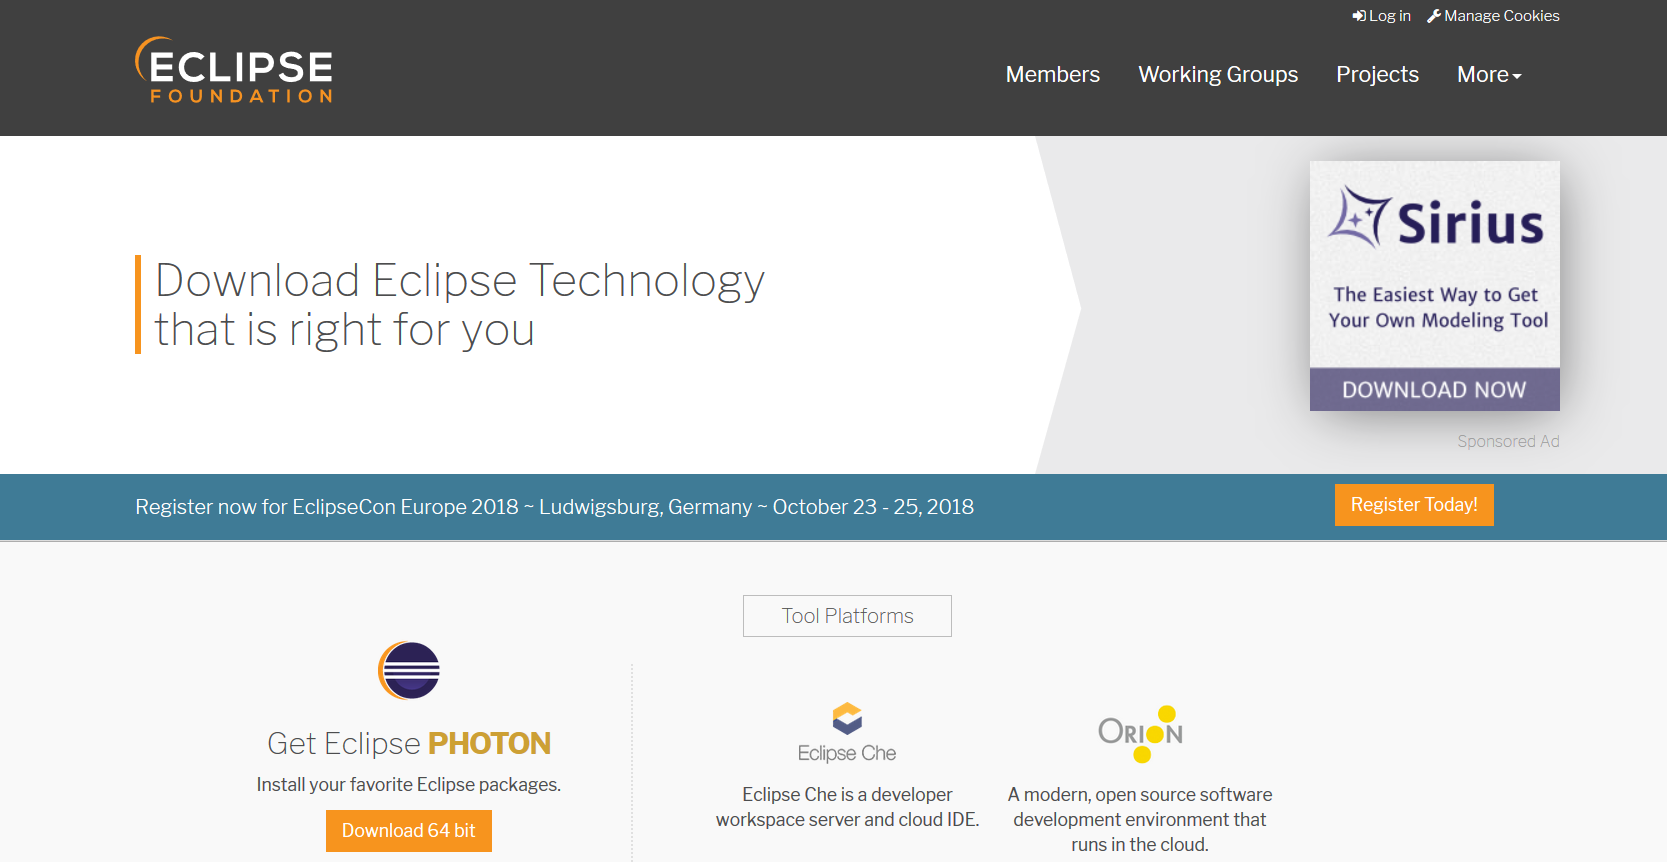 Log in
Manage Cookies
ECLIPSE
FOUNDATION
Members
Working Groups
Projects
More
Download Eclipse Technology
that is right for you
Sirius
The Easiest Way to Get
Your Own Modeling Tool
DOWNLOAD NOW
Sponsored Ad
Register now for EclipseCon Europe 2018 ~ Ludwigsburg, Germany ~ October 23 - 25, 2018
Register Today!
Tool Platforms
Get Eclipse PHOTON
Install your favorite Eclipse packages.
Download 64 bit
Eclipse Che
Eclipse Che is a developer
workspace server and cloud IDE.
ORION
A modern, open source software
development environment that
runs in the cloud.